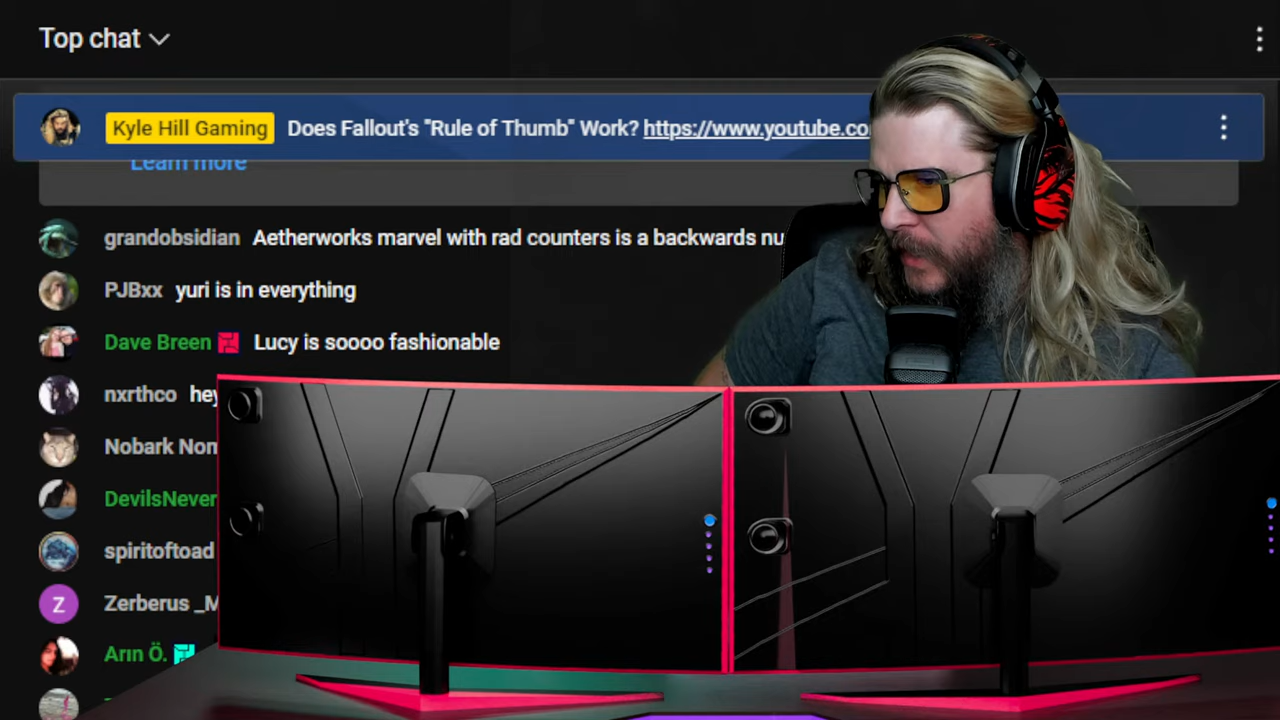 Top chat
Kyle Hill Gaming Does Fallout's "Rule of Thumb" Work? https://www.youtube.co
Learn more
grandobsidian Aetherworks marvel with rad counters is a backwards nu
PJBxx yuri is in everything
Dave Breen Lucy is soooo fashionable
nxrthco hey
Nobark Non
DevilsNever
spiritoftoad
Z Zerberus _M
Arın Ö.